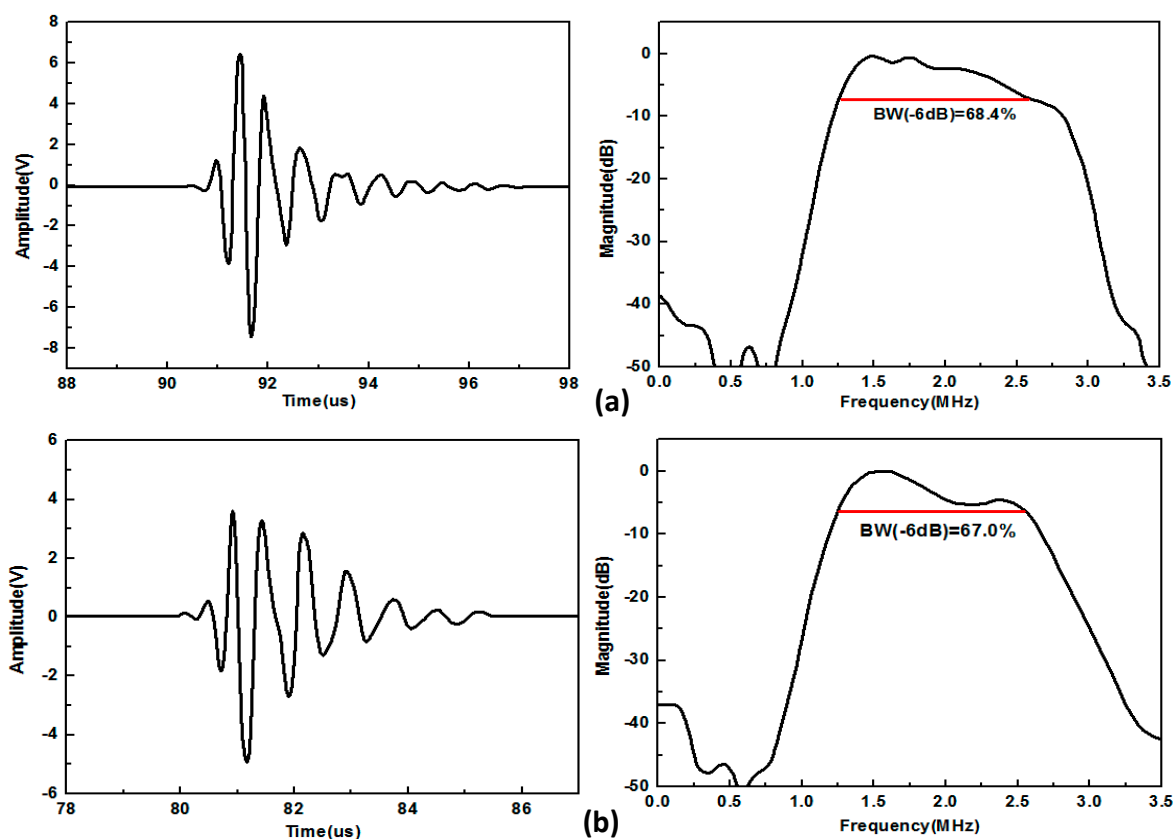 8
6
4
2
0
-2
-4
-6
-8
Amplitude(V)
88 90 92 94 96 98
Time(us)
0
-10
-20
-30
-40
-50
Magnitude(dB)
BW(-6dB)=68.4%
0.0 0.5 1.0 1.5 2.0 2.5 3.0 3.5
Frequency(MHz)
(a)
6
4
2
0
-2
-4
-6
Amplitude(V)
78 80 82 84 86
Time(us)
0
-10
-20
-30
-40
-50
Magnitude(dB)
BW(-6dB)=67.0%
0.0 0.5 1.0 1.5 2.0 2.5 3.0 3.5
Frequency(MHz)
(b)